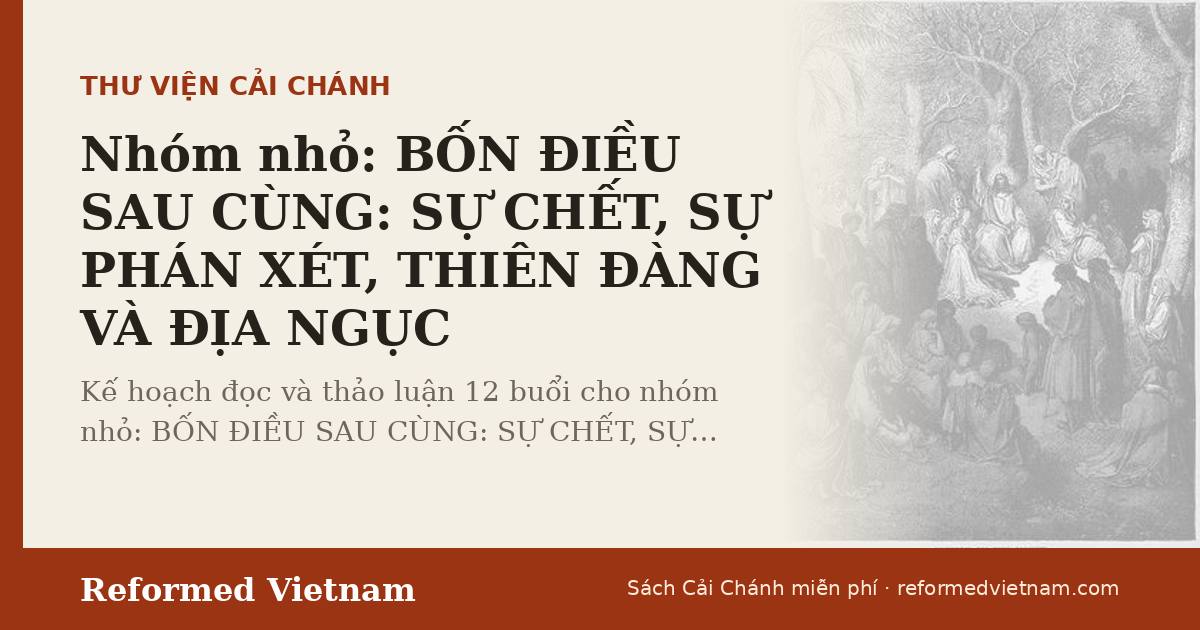 THƯ VIỆN CẢI CHÁNH
Nhóm nhỏ: BỐN ĐIỀU
SAU CÙNG: SỰ CHẾT, SỰ
PHÁN XÉT, THIÊN ĐÀNG
VÀ ĐỊA NGỤC
Kế hoạch đọc và thảo luận 12 buổi cho nhóm
nhỏ: BỐN ĐIỀU SAU CÙNG: SỰ CHẾT, SỰ...
Reformed Vietnam
Sách Cải Chánh miễn phí · reformedvietnam.com